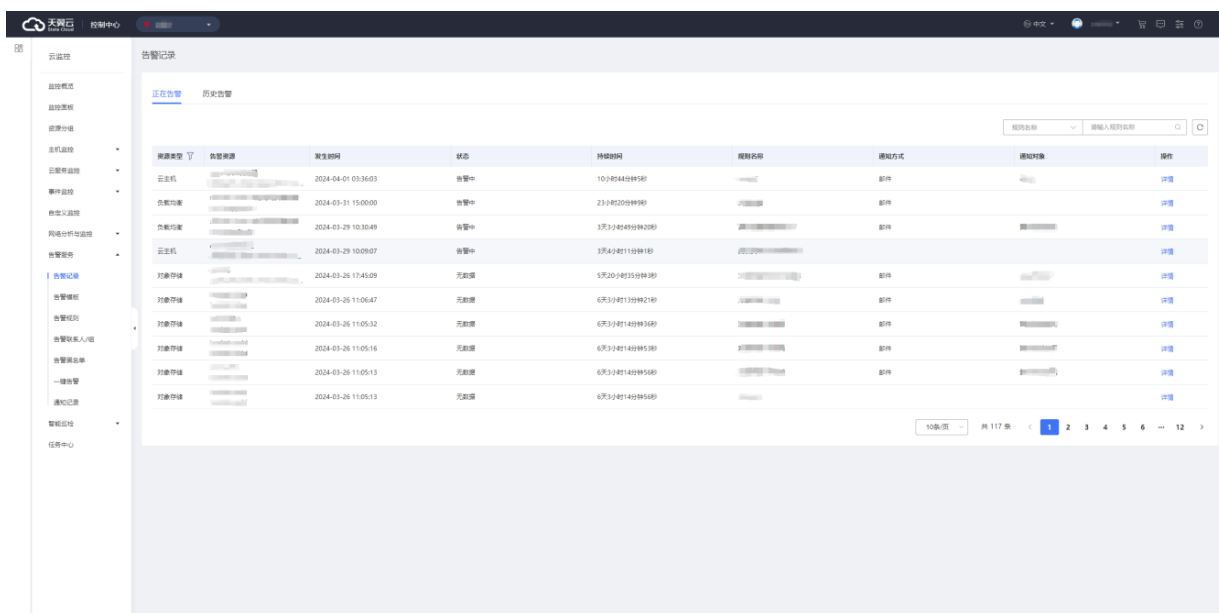 天翼云 控制中心 中文
云监控
监控概览
监控面板
资源分组
主机监控
云服务监控
事件监控
自定义监控
网络分析与监控
告警服务
告警记录
告警模板
告警规则
告警联系人/组
告警黑名单
一键告警
通知记录
智能巡检
任务中心
告警记录
正在告警 历史告警
规则名称 请输入规则名称
资源类型 告警资源 发生时间 状态 持续时间 规则名称 通知方式 通知对象 操作
云主机 2024-04-01 03:36:03 告警中 10小时44分钟5秒 邮件 详情
负载均衡 2024-03-31 15:00:00 告警中 23小时20分钟9秒 邮件 详情
负载均衡 2024-03-29 10:30:49 告警中 3天3小时49分钟20秒 邮件 详情
云主机 2024-03-29 10:09:07 告警中 3天4小时11分钟1秒 详情
对象存储 2024-03-26 17:45:09 无数据 5天20小时35分钟3秒 邮件 详情
对象存储 2024-03-26 11:06:47 无数据 6天3小时13分钟21秒 邮件 详情
对象存储 2024-03-26 11:05:32 无数据 6天3小时14分钟36秒 邮件 详情
对象存储 2024-03-26 11:05:16 无数据 6天3小时14分钟53秒 邮件 详情
对象存储 2024-03-26 11:05:13 无数据 6天3小时14分钟56秒 邮件 详情
对象存储 2024-03-26 11:05:13 无数据 6天3小时14分钟56秒 详情
10条/页 共 117 条 1 2 3 4 5 6 ··· 12